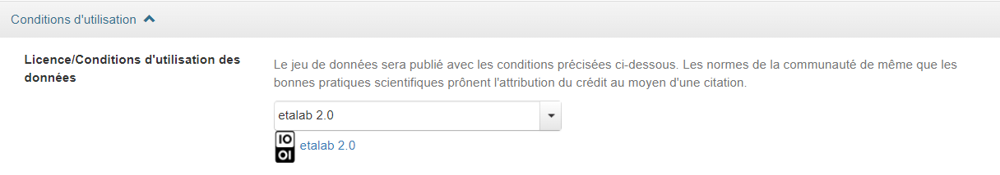 Conditions d'utilisation
Licence/Conditions d'utilisation des
données
Le jeu de données sera publié avec les conditions précisées ci-dessous. Les normes de la communauté de même que les
bonnes pratiques scientifiques prônent l'attribution du crédit au moyen d'une citation.
etalab 2.0
IO
OI
etalab 2.0